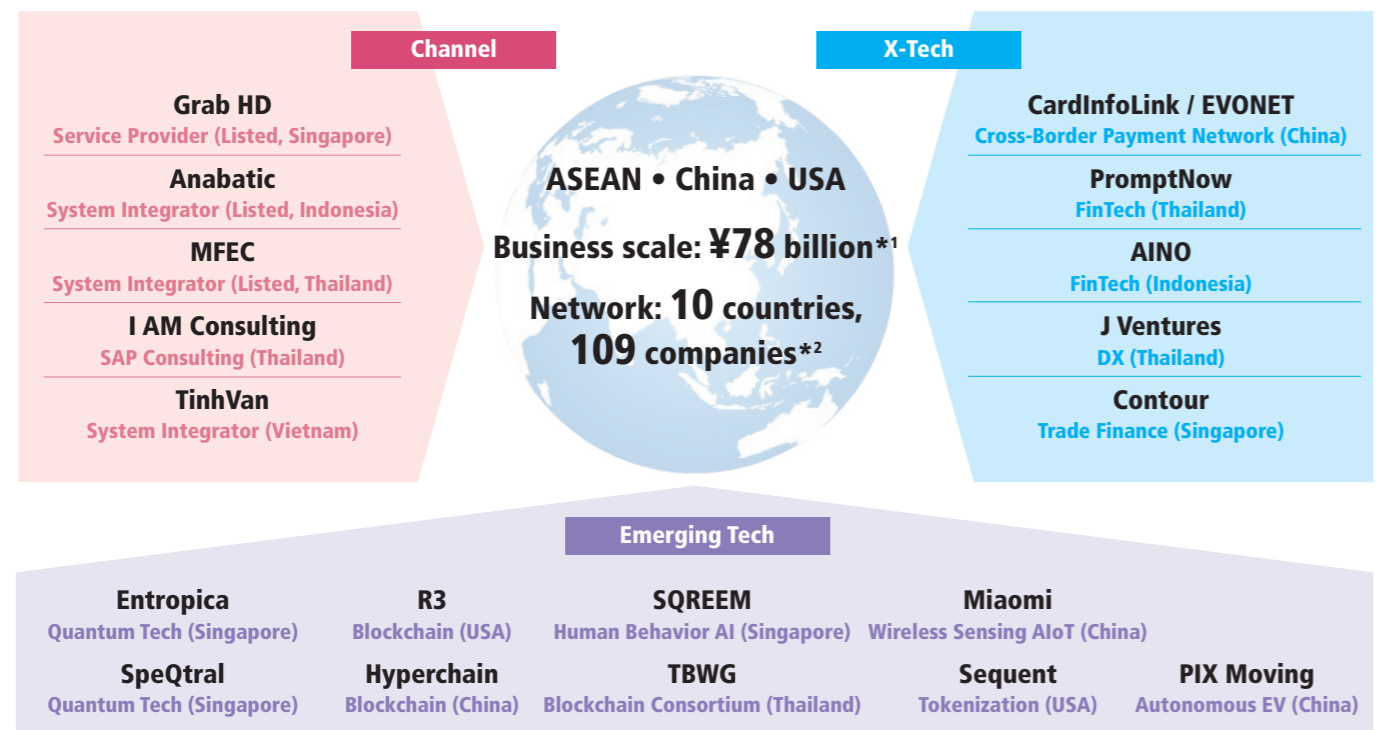 Channel
Grab HD
Service Provider (Listed, Singapore)
Anabatic
System Integrator (Listed, Indonesia)
MFEC
System Integrator (Listed, Thailand)
I AM Consulting
SAP Consulting (Thailand)
TinhVan
System Integrator (Vietnam)
ASEAN • China • USA
Business scale: ¥78 billion*1
Network: 10 countries,
109 companies*2
X-Tech
CardInfoLink / EVONET
Cross-Border Payment Network (China)
PromptNow
FinTech (Thailand)
AINO
FinTech (Indonesia)
J Ventures
DX (Thailand)
Contour
Trade Finance (Singapore)
Emerging Tech
Entropica
Quantum Tech (Singapore)
R3
Blockchain (USA)
SQREEM
Human Behavior AI (Singapore)
Miaomi
Wireless Sensing AIoT (China)
SpeQtral
Quantum Tech (Singapore)
Hyperchain
Blockchain (China)
TBWG
Blockchain Consortium (Thailand)
Sequent
Tokenization (USA)
PIX Moving
Autonomous EV (China)